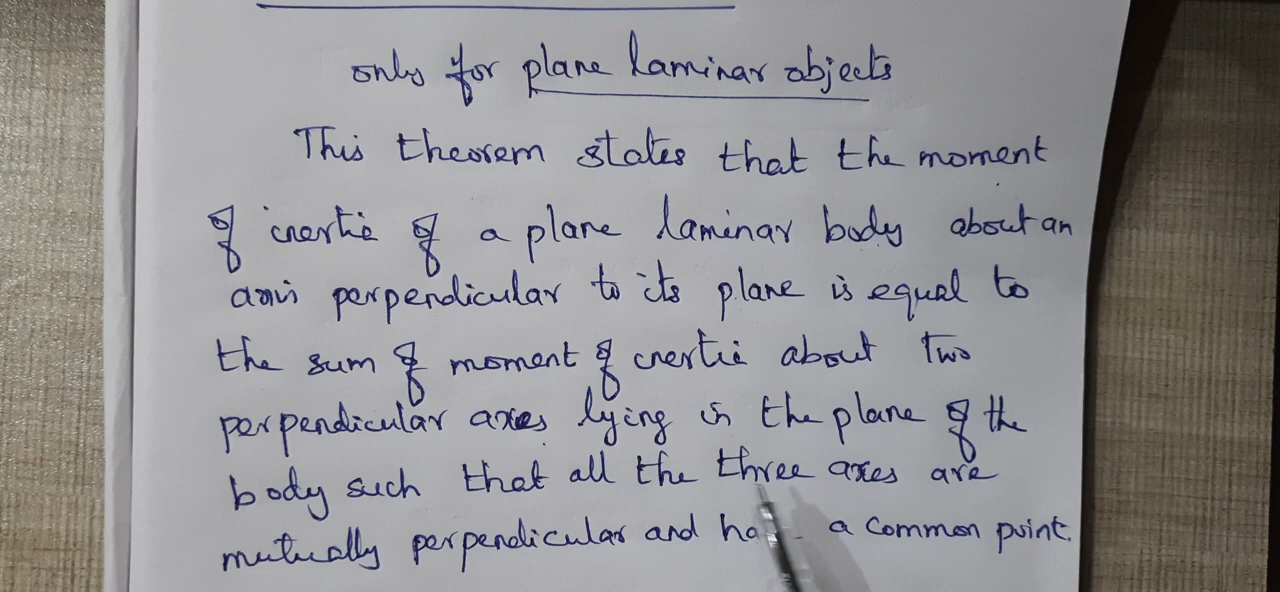 only for plane laminar objects
This theorem states that the moment
of inertia of a plane laminar body about an
axis perpendicular to its plane is equal to
the sum of moment of inertia about two
perpendicular axes lying in the plane of the
body such that all the three axes are
mutually perpendicular and a common point.